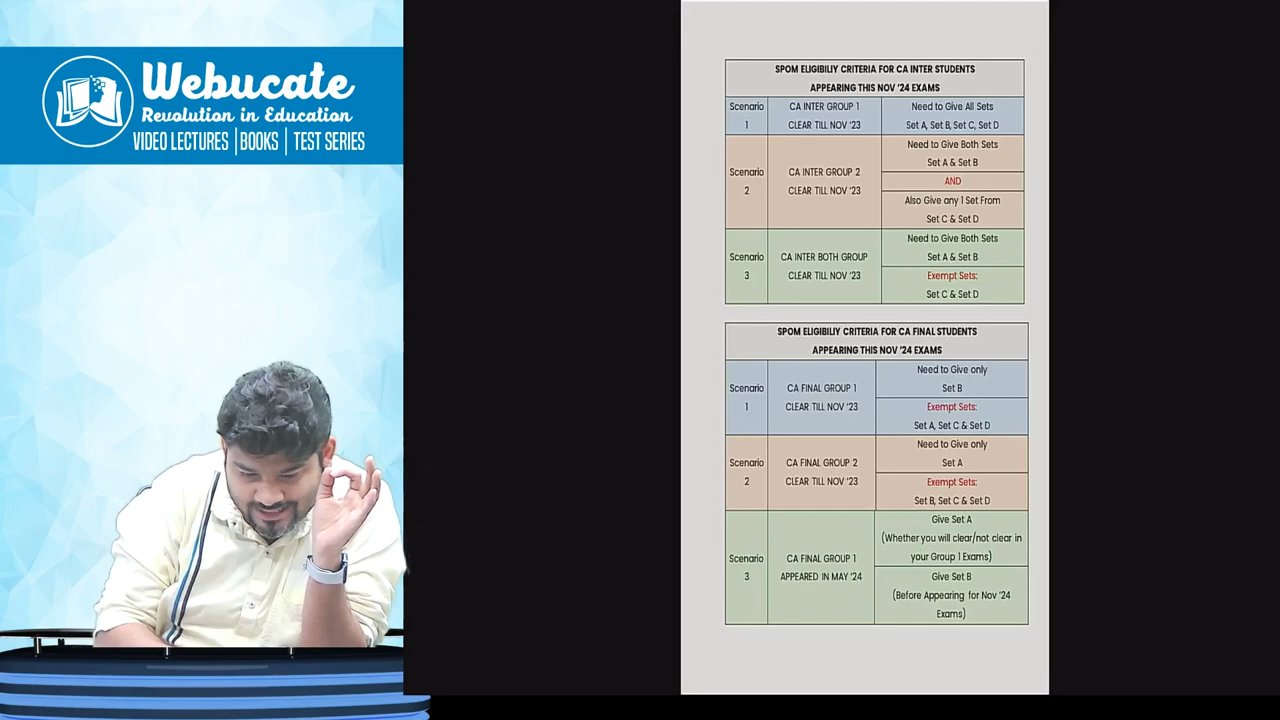 Webucate
Revolution in Education
VIDEO LECTURES | BOOKS | TEST SERIES
SPOM ELIGIBILIY CRITERIA FOR CA INTER STUDENTS
APPEARING THIS NOV '24 EXAMS
Scenario
1
CA INTER GROUP 1
CLEAR TILL NOV '23
Need to Give All Sets
Set A, Set B, Set C, Set D
Scenario
2
CA INTER GROUP 2
CLEAR TILL NOV '23
Need to Give Both Sets
Set A & Set B
AND
Also Give any 1 Set From
Set C & Set D
Scenario
3
CA INTER BOTH GROUP
CLEAR TILL NOV '23
Need to Give Both Sets
Set A & Set B
Exempt Sets:
Set C & Set D
SPOM ELIGIBILIY CRITERIA FOR CA FINAL STUDENTS
APPEARING THIS NOV '24 EXAMS
Scenario
1
CA FINAL GROUP 1
CLEAR TILL NOV '23
Need to Give only
Set B
Exempt Sets:
Set A, Set C & Set D
Scenario
2
CA FINAL GROUP 2
CLEAR TILL NOV '23
Need to Give only
Set A
Exempt Sets:
Set B, Set C & Set D
Scenario
3
CA FINAL GROUP 1
APPEARED IN MAY '24
Give Set A
(Whether you will clear/not clear in
your Group 1 Exams)
Give Set B
(Before Appearing for Nov '24
Exams)